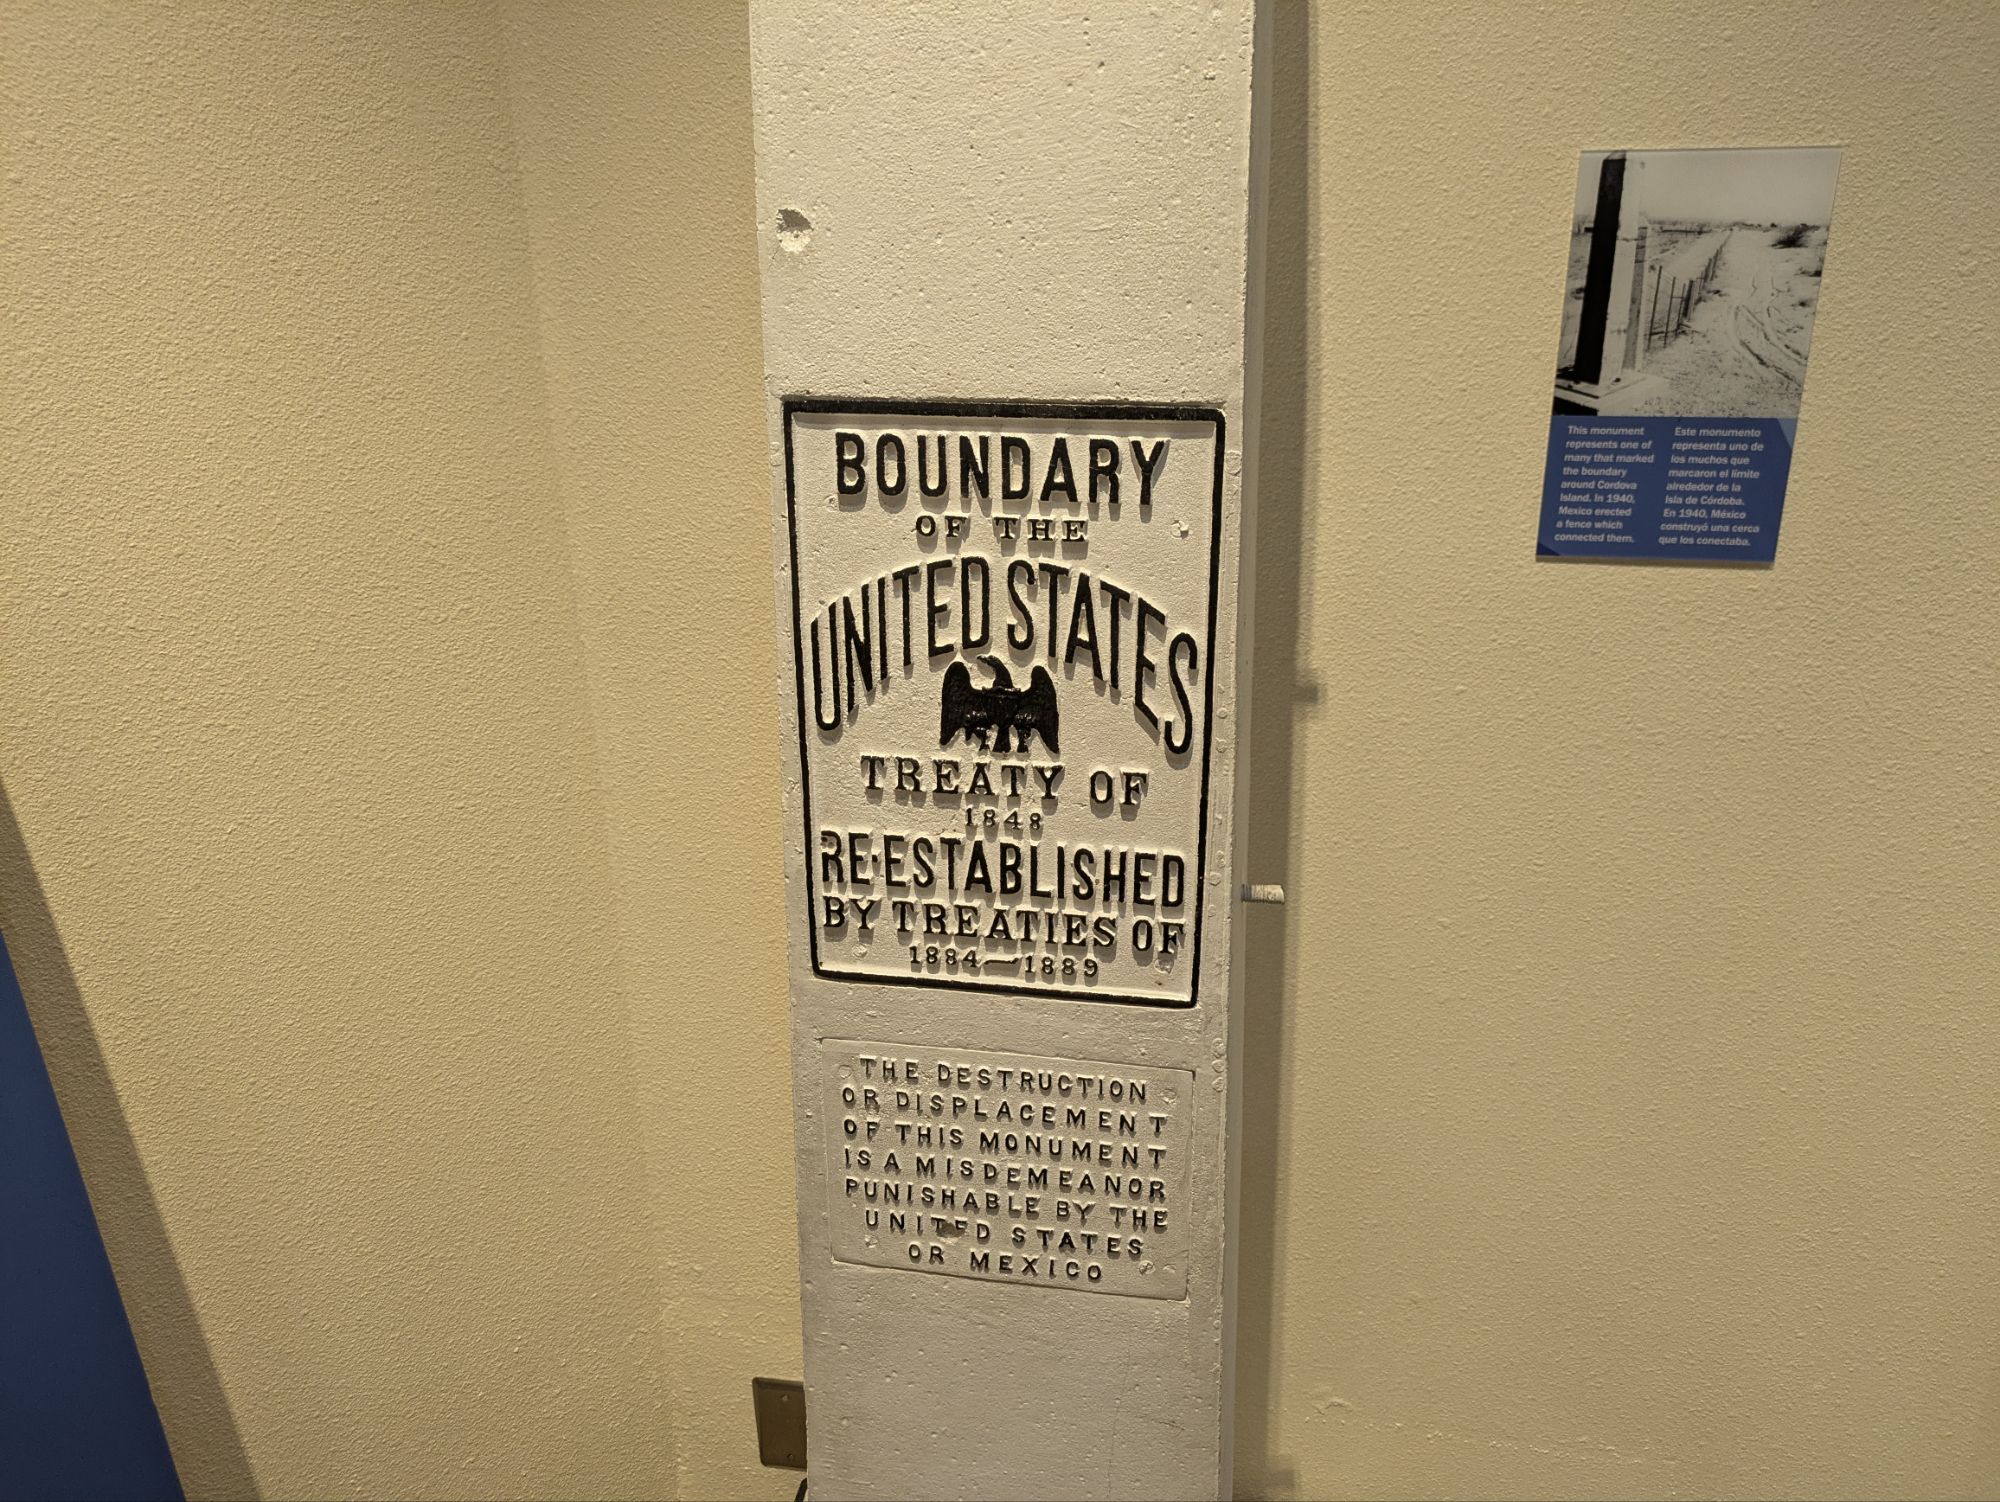 BOUNDARY
OF THE
UNITED STATES
TREATY OF
1848
RE-ESTABLISHED
BY TREATIES OF
1884—1889
THE DESTRUCTION
OR DISPLACEMENT
OF THIS MONUMENT
IS A MISDEMEANOR
PUNISHABLE BY THE
UNITED STATES
OR MEXICO
This monument
represents one of
many that marked
the boundary
around Cordova
Island. In 1940,
Mexico erected
a fence which
connected them.
Este monumento
representa uno de
los muchos que
marcaron el límite
alrededor de la
Isla de Córdoba.
En 1940, México
construyó una cerca
que los conectaba.